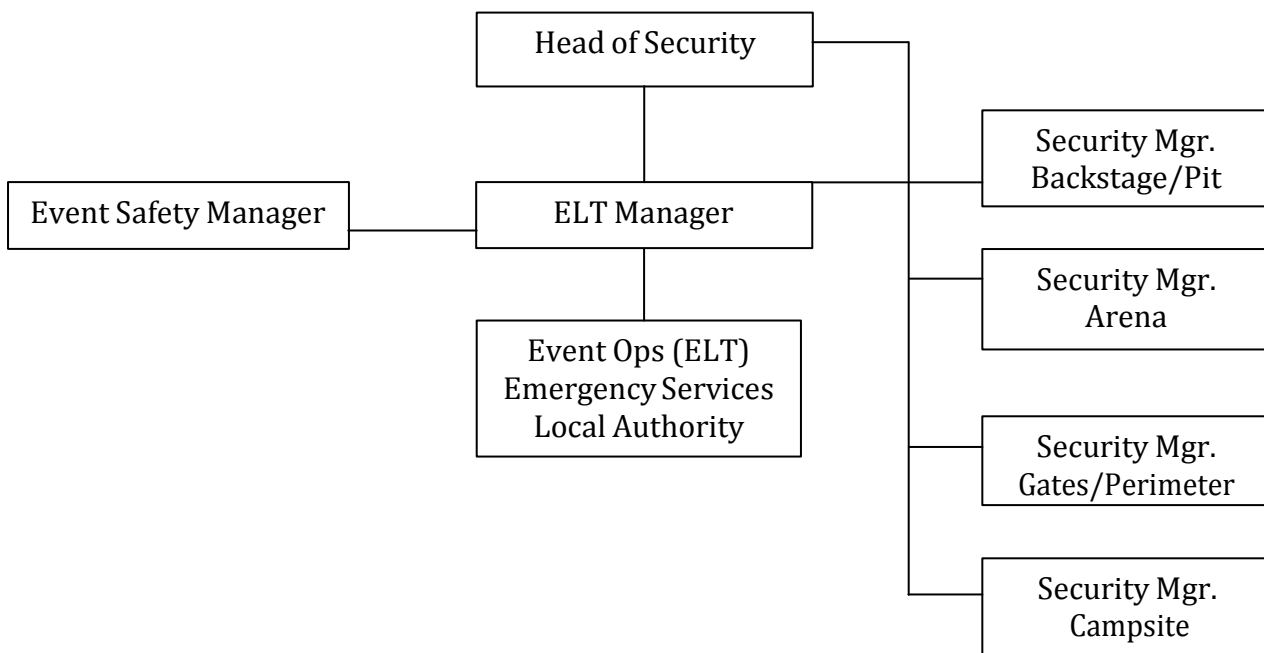 Head of Security
Security Mgr.
Backstage/Pit
Event Safety Manager
ELT Manager
Security Mgr.
Arena
Event Ops (ELT)
Emergency Services
Local Authority
Security Mgr.
Gates/Perimeter
Security Mgr.
Campsite